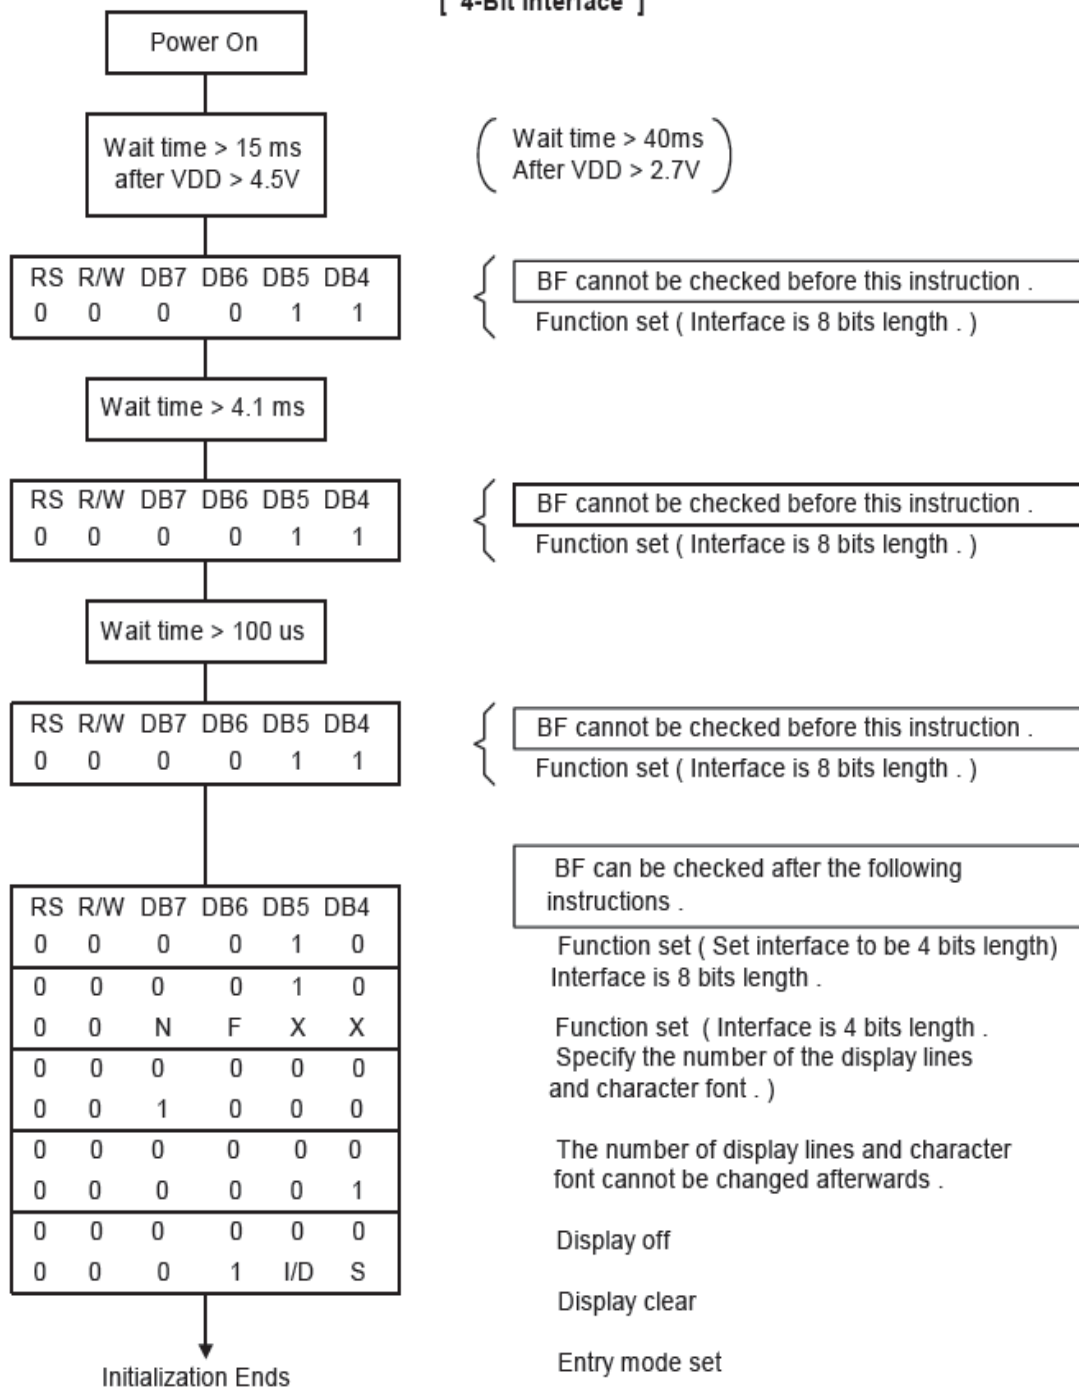 [ 4-Bit Interface ]
Power On
Wait time > 15 ms
after VDD > 4.5V
Wait time > 40ms
After VDD > 2.7V
RS R/W DB7 DB6 DB5 DB4
0 0 0 0 1 1
BF cannot be checked before this instruction .
Function set ( Interface is 8 bits length . )
Wait time > 4.1 ms
RS R/W DB7 DB6 DB5 DB4
0 0 0 0 1 1
BF cannot be checked before this instruction .
Function set ( Interface is 8 bits length . )
Wait time > 100 us
RS R/W DB7 DB6 DB5 DB4
0 0 0 0 1 1
BF cannot be checked before this instruction .
Function set ( Interface is 8 bits length . )
RS R/W DB7 DB6 DB5 DB4
0 0 0 0 1 0
0 0 0 0 1 0
0 0 N F X X
0 0 0 0 0 0
0 0 1 0 0 0
0 0 0 0 0 0
0 0 0 0 0 1
0 0 0 0 0 0
0 0 0 1 I/D S
BF can be checked after the following
instructions .
Function set ( Set interface to be 4 bits length)
Interface is 8 bits length .
Function set ( Interface is 4 bits length .
Specify the number of the display lines
and character font . )
The number of display lines and character
font cannot be changed afterwards .
Display off
Display clear
Entry mode set
Initialization Ends